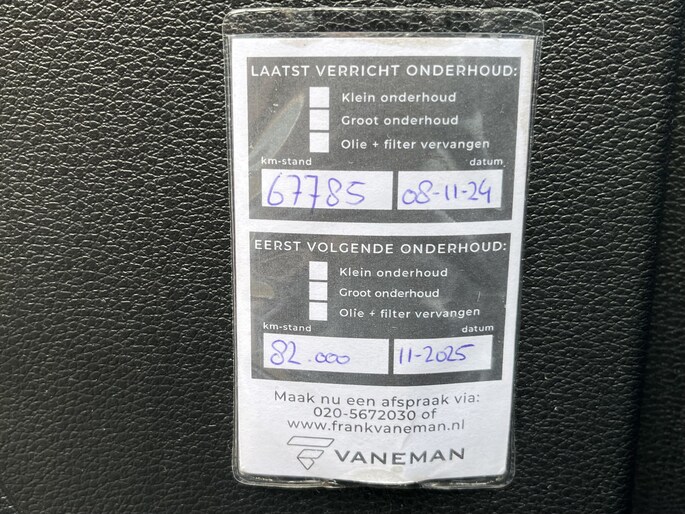 LAATST VERRICHT ONDERHOUD:
Klein onderhoud
Groot onderhoud
Olie + filter vervangen
km-stand datum
67785 08-11-24
EERST VOLGENDE ONDERHOUD:
Klein onderhoud
Groot onderhoud
Olie + filter vervangen
km-stand datum
82.000 11-2025
Maak nu een afspraak via:
020-5672030 of
www.frankvaneman.nl
VANEMAN